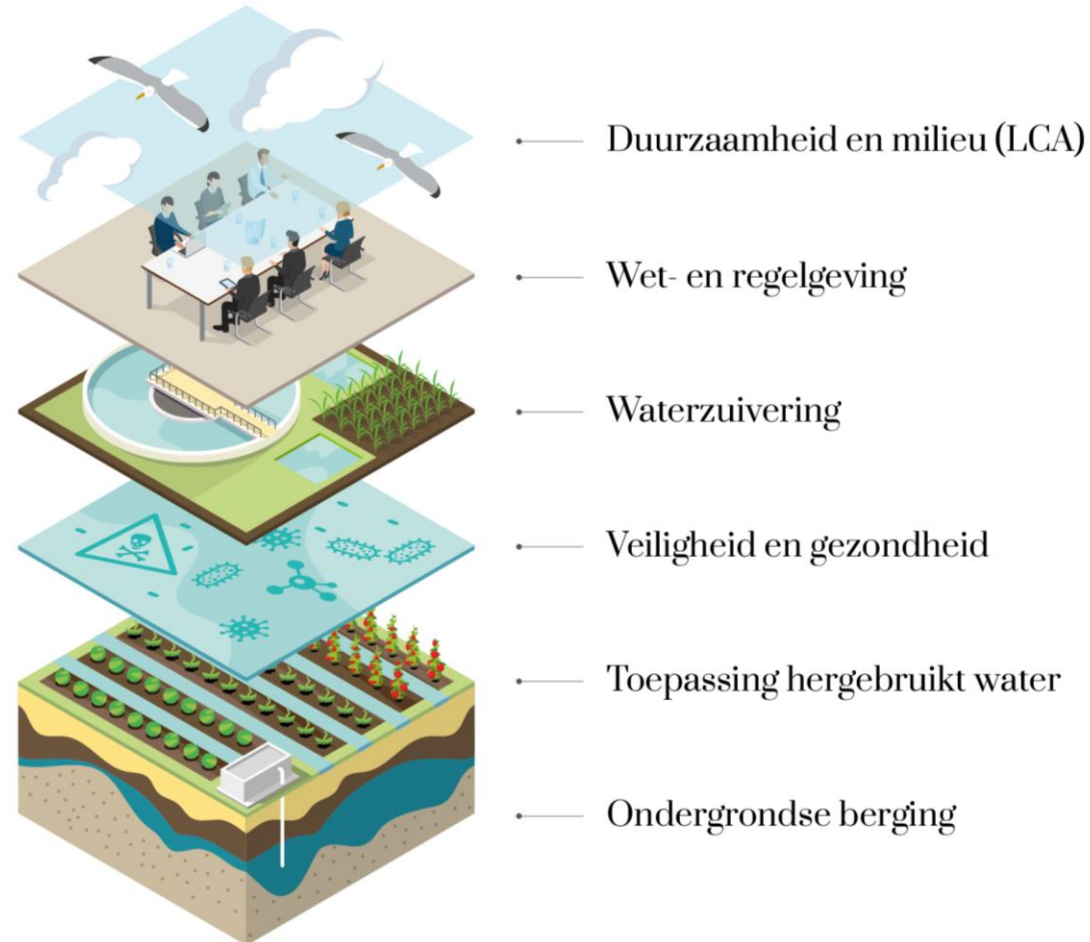 Duurzaamheid en milieu (LCA)
Wet- en regelgeving
Waterzuivering
Veiligheid en gezondheid
Toepassing hergebruikt water
Ondergrondse berging